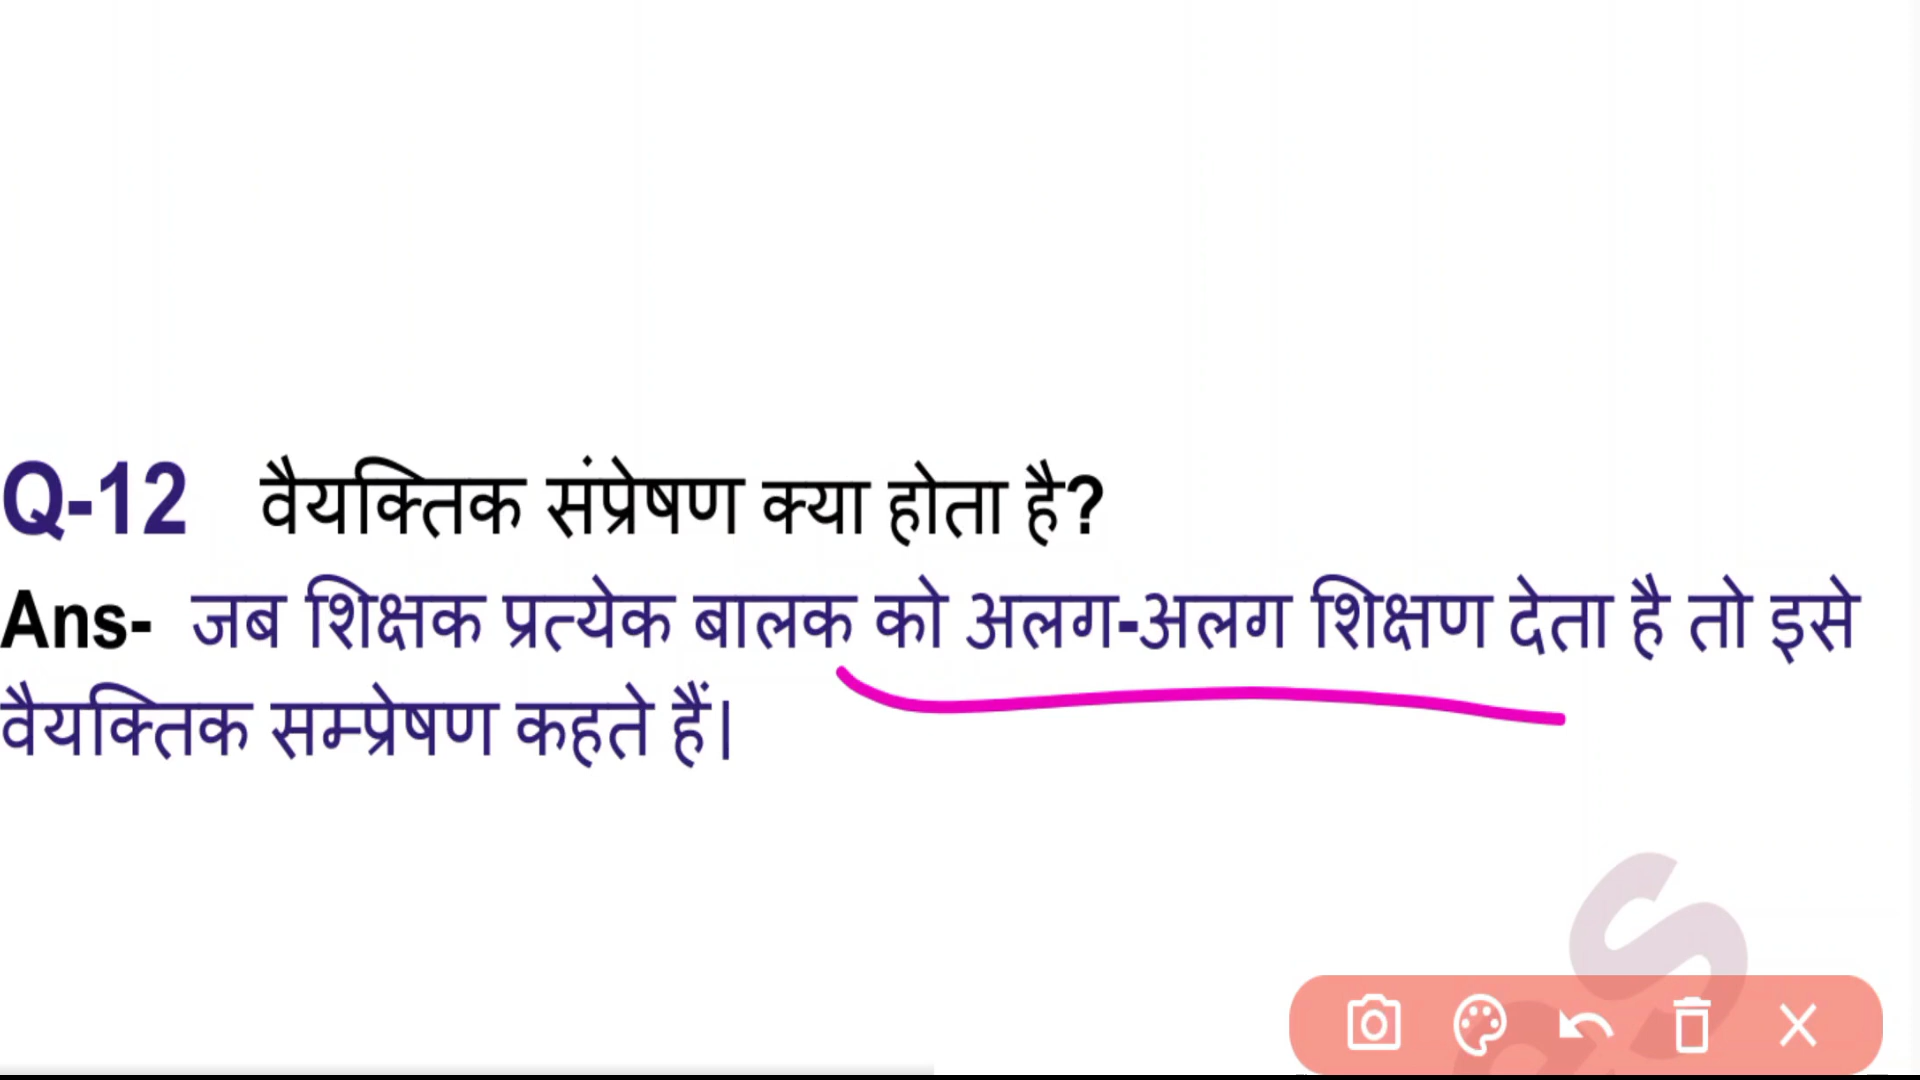 Q-12 वैयक्तिक संप्रेषण क्या होता है?
Ans- जब शिक्षक प्रत्येक बालक को अलग-अलग शिक्षण देता है तो इसे
वैयक्तिक सम्प्रेषण कहते हैं।